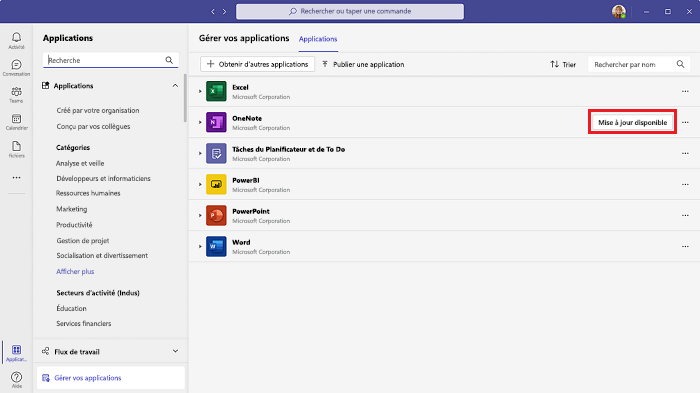 Rechercher ou taper une commande
Activité
Conversation
Teams
Calendrier
Fichiers
Applicat...
Aide
Applications
Recherche
Applications
Créé par votre organisation
Conçu par vos collègues
Catégories
Analyse et veille
Développeurs et informaticiens
Ressources humaines
Marketing
Productivité
Gestion de projet
Socialisation et divertissement
Afficher plus
Secteurs d'activité (Indus)
Éducation
Services financiers
Flux de travail
Gérer vos applications
Gérer vos applications Applications
Obtenir d'autres applications Publier une application Trier Rechercher par nom
Excel
Microsoft Corporation
OneNote
Microsoft Corporation
Mise à jour disponible
Tâches du Planificateur et de To Do
Microsoft Corporation
PowerBI
Microsoft Corporation
PowerPoint
Microsoft Corporation
Word
Microsoft Corporation